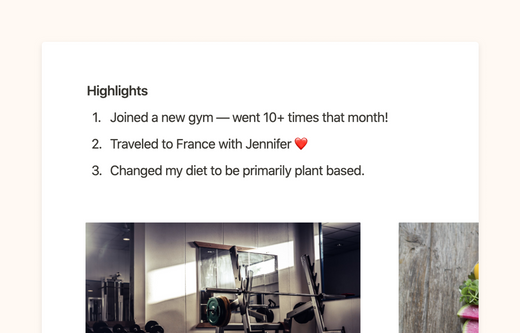 Highlights
1. Joined a new gym — went 10+ times that month!
2. Traveled to France with Jennifer ❤️
3. Changed my diet to be primarily plant based.